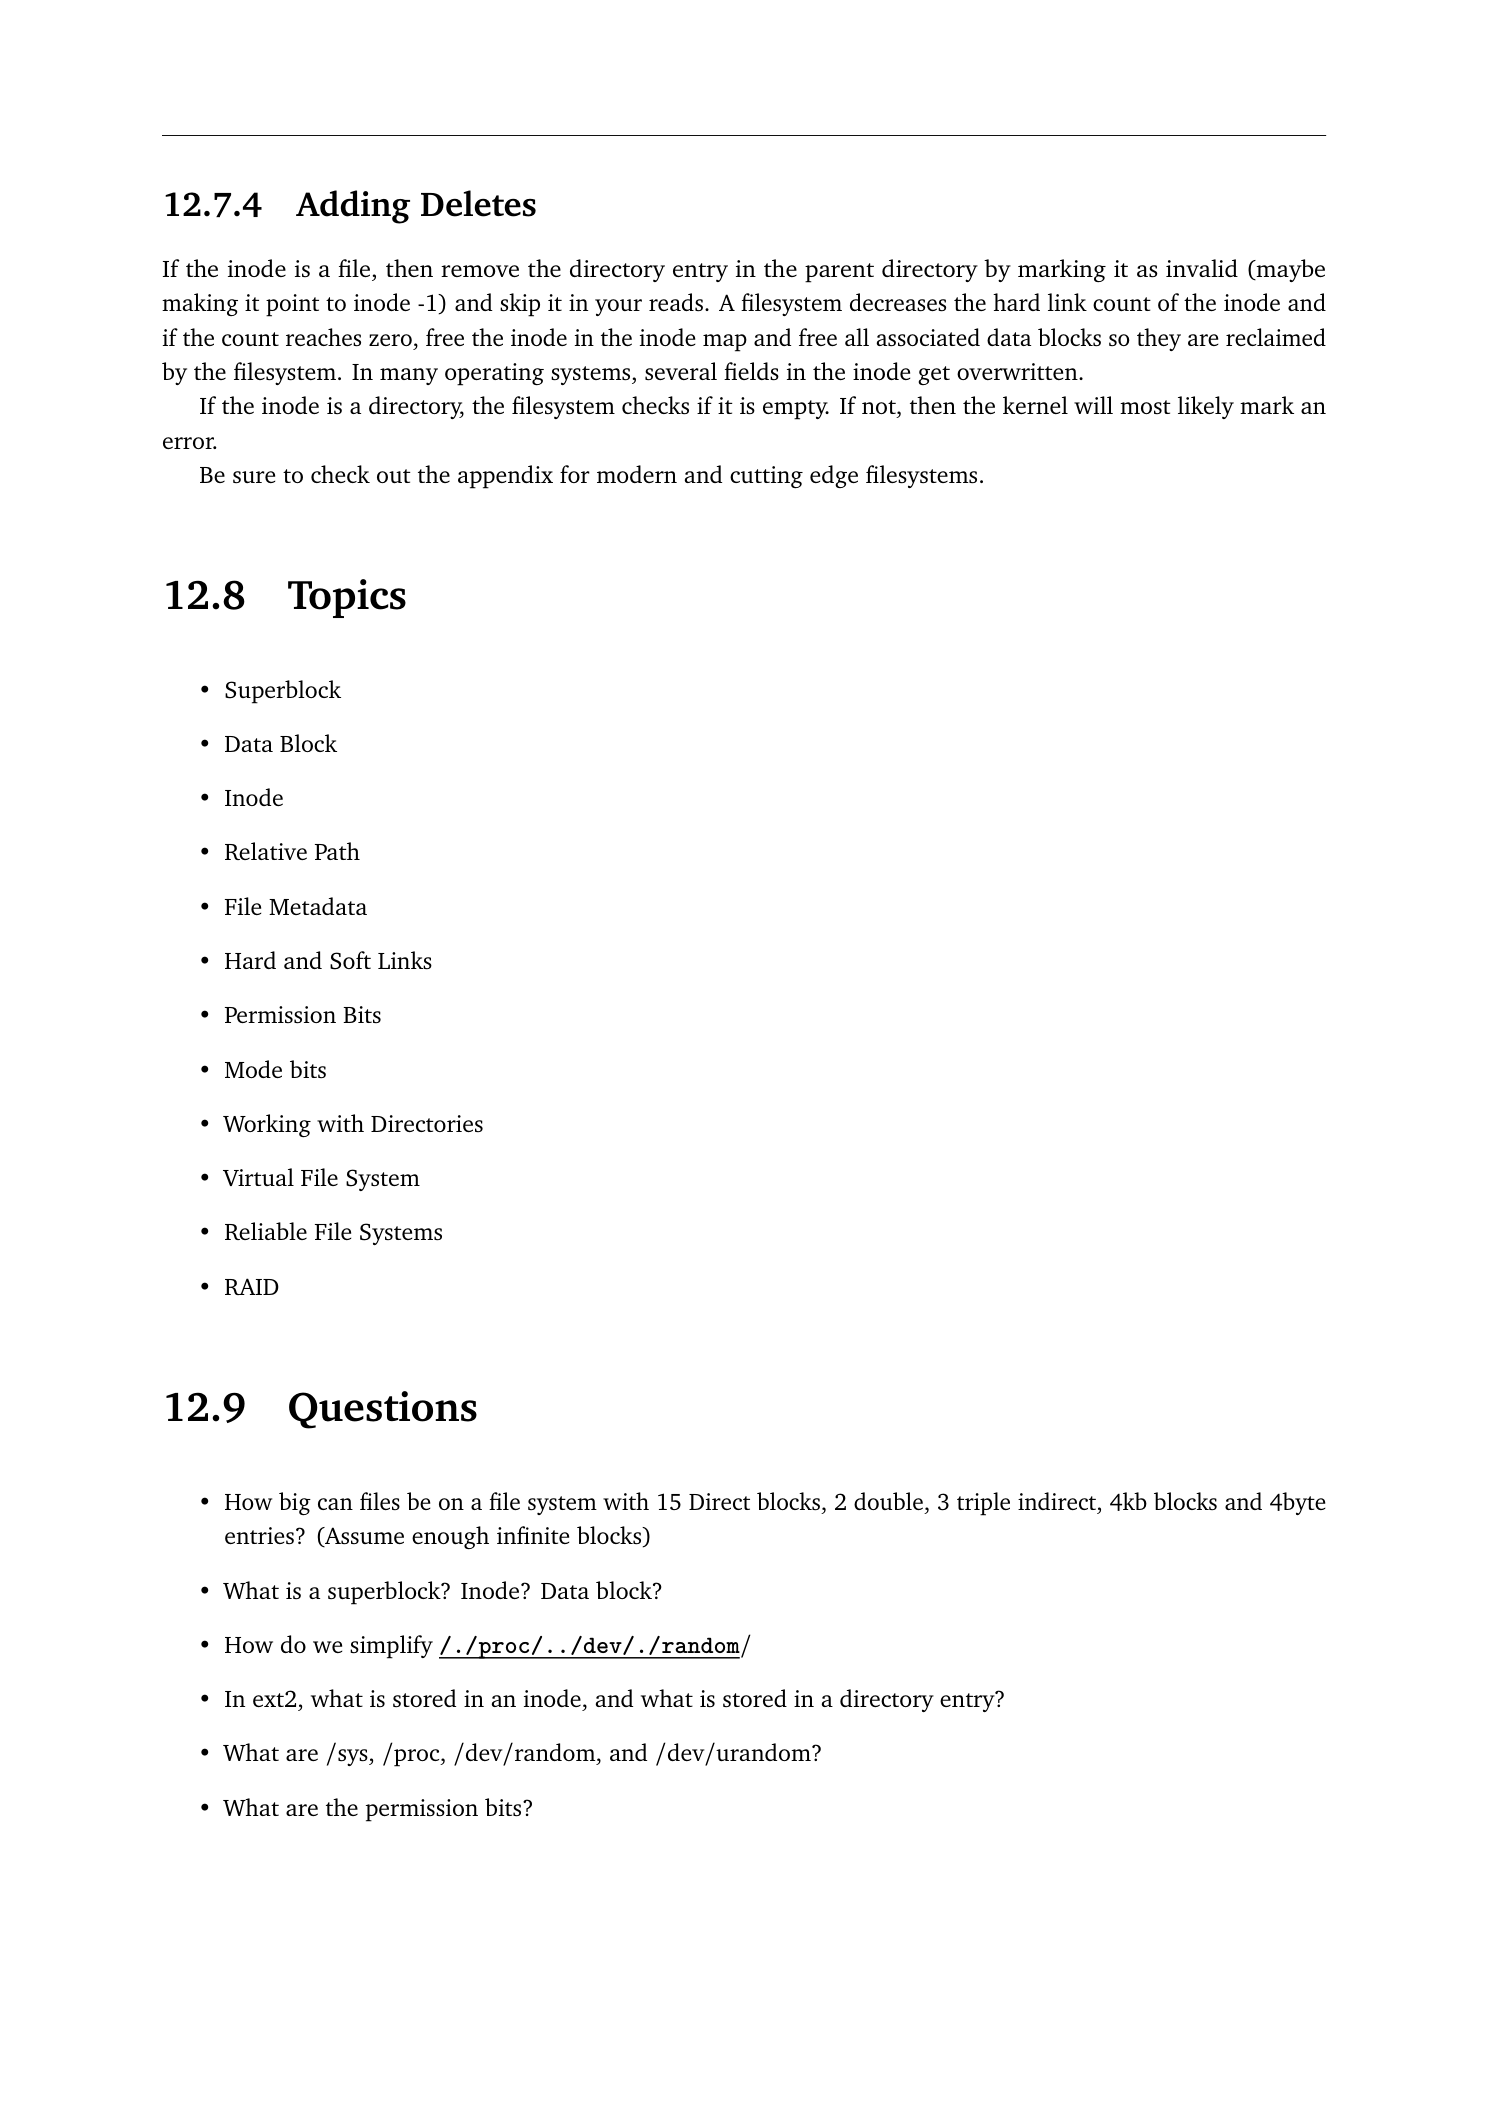 12.7.4 Adding Deletes
If the inode is a file, then remove the directory entry in the parent directory by marking it as invalid (maybe
making it point to inode -1) and skip it in your reads. A filesystem decreases the hard link count of the inode and
if the count reaches zero, free the inode in the inode map and free all associated data blocks so they are reclaimed
by the filesystem. In many operating systems, several fields in the inode get overwritten.
If the inode is a directory, the filesystem checks if it is empty. If not, then the kernel will most likely mark an
error.
Be sure to check out the appendix for modern and cutting edge filesystems.
12.8 Topics
• Superblock
• Data Block
• Inode
• Relative Path
• File Metadata
• Hard and Soft Links
• Permission Bits
• Mode bits
• Working with Directories
• Virtual File System
• Reliable File Systems
• RAID
12.9 Questions
• How big can files be on a file system with 15 Direct blocks, 2 double, 3 triple indirect, 4kb blocks and 4byte
entries? (Assume enough infinite blocks)
• What is a superblock? Inode? Data block?
• How do we simplify /./proc/../dev/./random/
• In ext2, what is stored in an inode, and what is stored in a directory entry?
• What are /sys, /proc, /dev/random, and /dev/urandom?
• What are the permission bits?